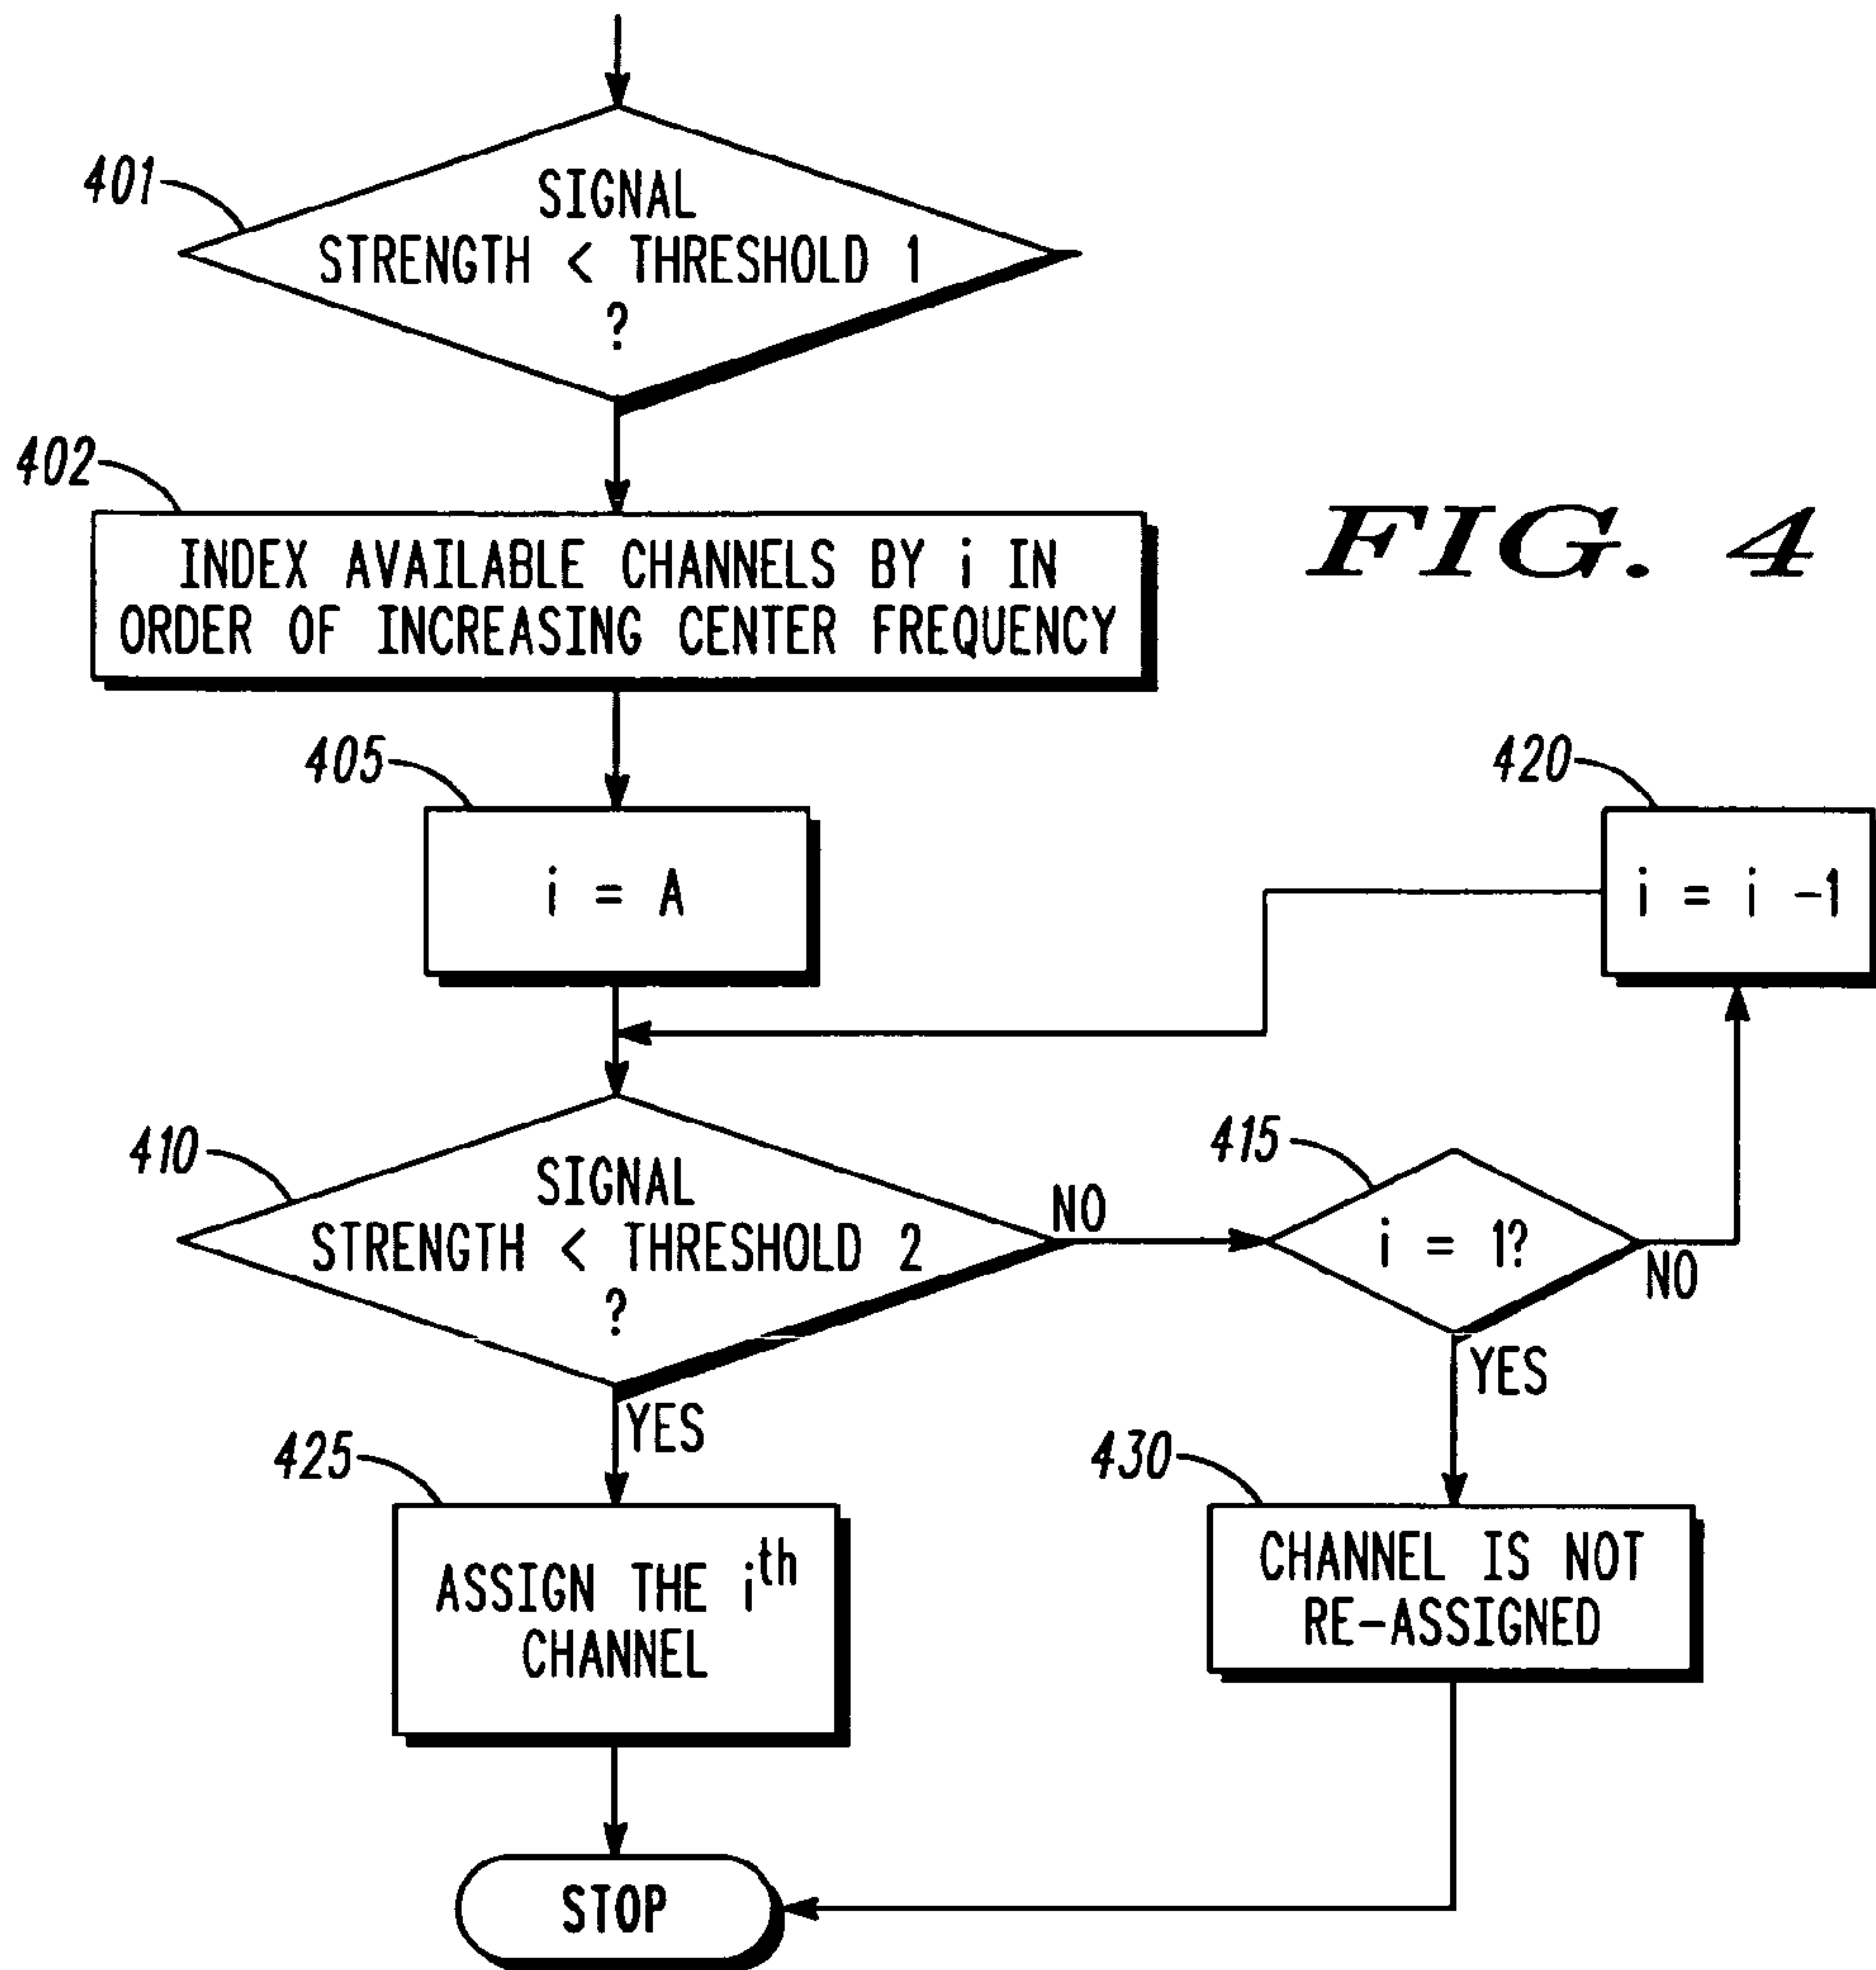 401
SIGNAL
STRENGTH < THRESHOLD 1
?
402
INDEX AVAILABLE CHANNELS BY i IN
ORDER OF INCREASING CENTER FREQUENCY
FIG. 4
405
i = A
420
i = i -1
410
SIGNAL
STRENGTH < THRESHOLD 2
?
NO
415
i = 1?
NO
YES
YES
425
ASSIGN THE ith
CHANNEL
430
CHANNEL IS NOT
RE-ASSIGNED
STOP